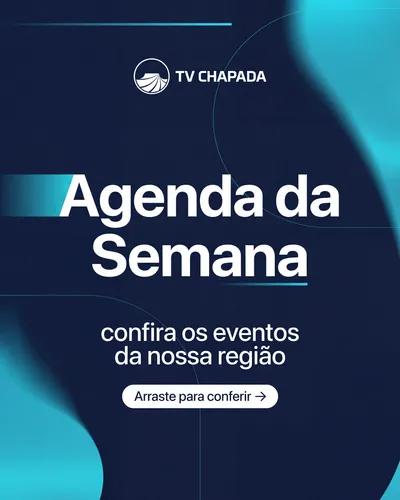 TV CHAPADA
Agenda da
Semana
confira os eventos
da nossa região
Arraste para conferir →